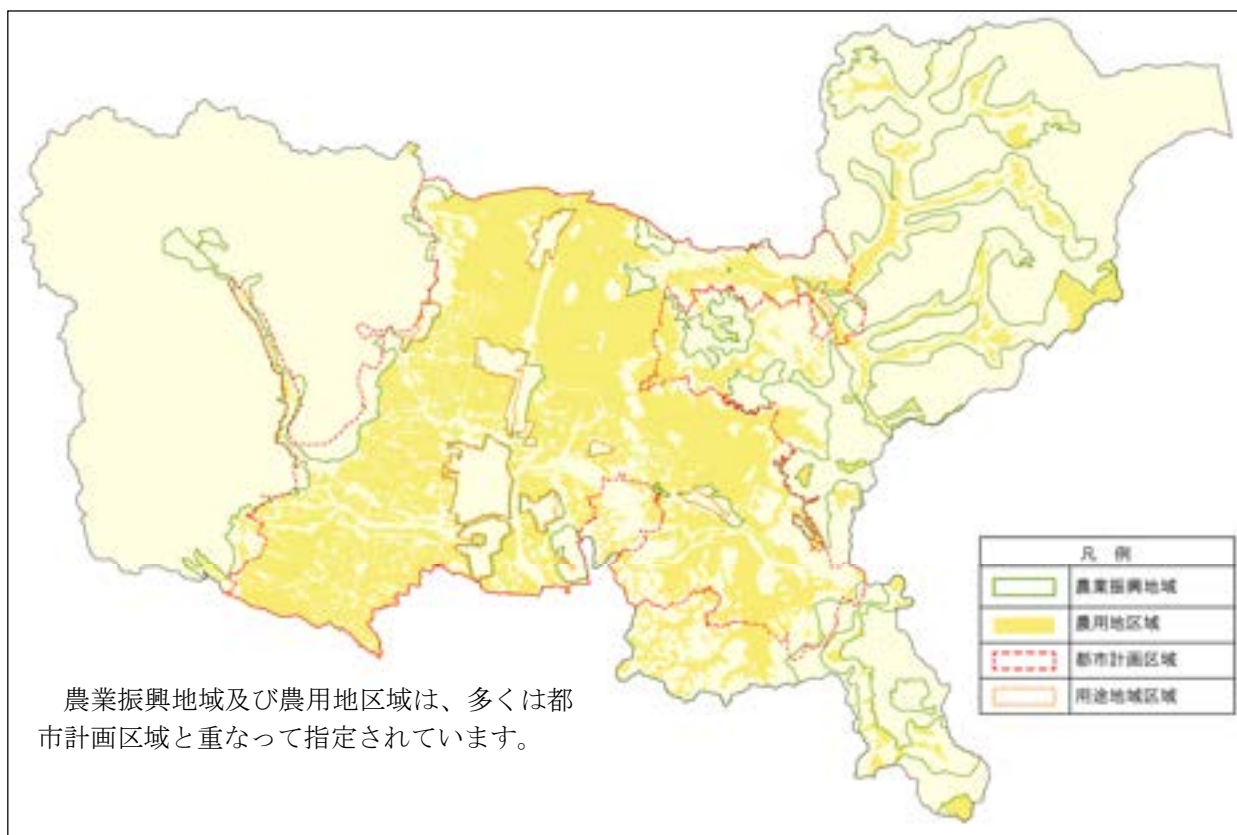 凡 例
農業振興地域
農用地区域
都市計画区域
用途地域区域
農業振興地域及び農用地区域は、多くは都
市計画区域と重なって指定されています。